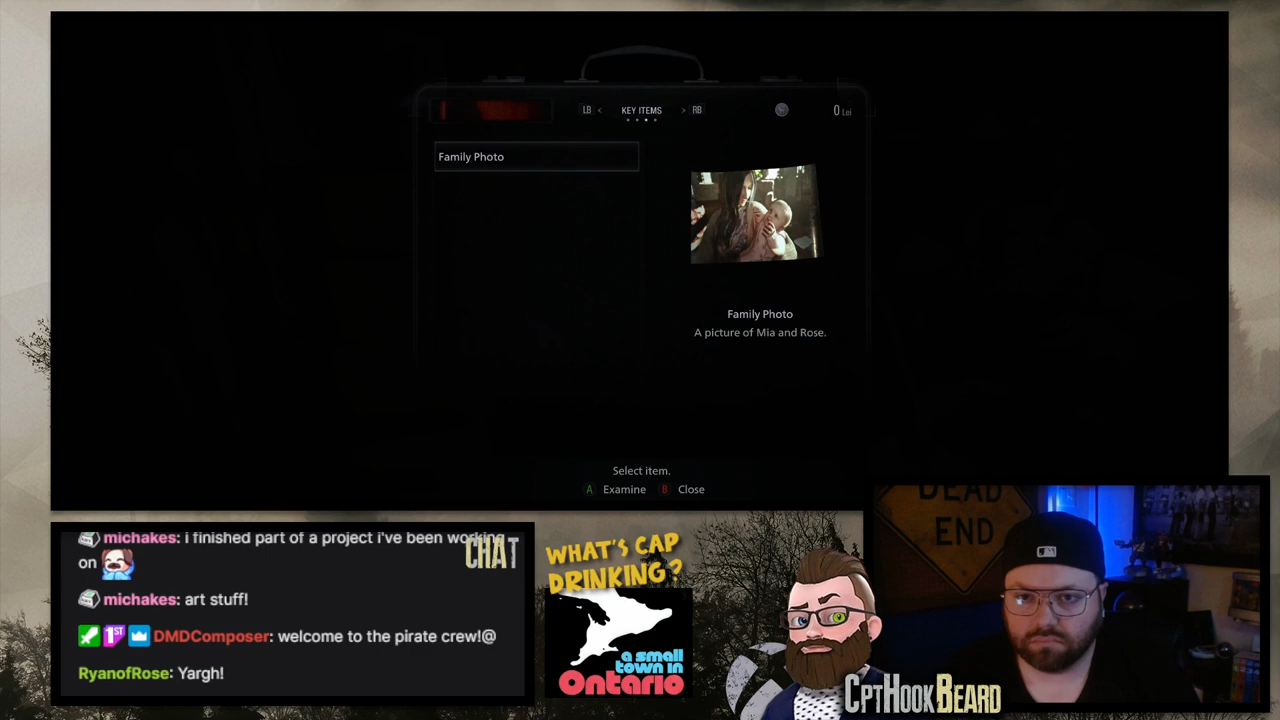 LB < KEY ITEMS > RB
0 Lei
Family Photo
Family Photo
A picture of Mia and Rose.
Select item.
A Examine B Close
michakes: i finished part of a project i've been working
on
CHAT
michakes: art stuff!
1ST DMDComposer: welcome to the pirate crew!@
RyanofRose: Yargh!
WHAT'S CAP
DRINKING?
a small
town in
Ontario
DEAD
END
CPTHOOKBEARD